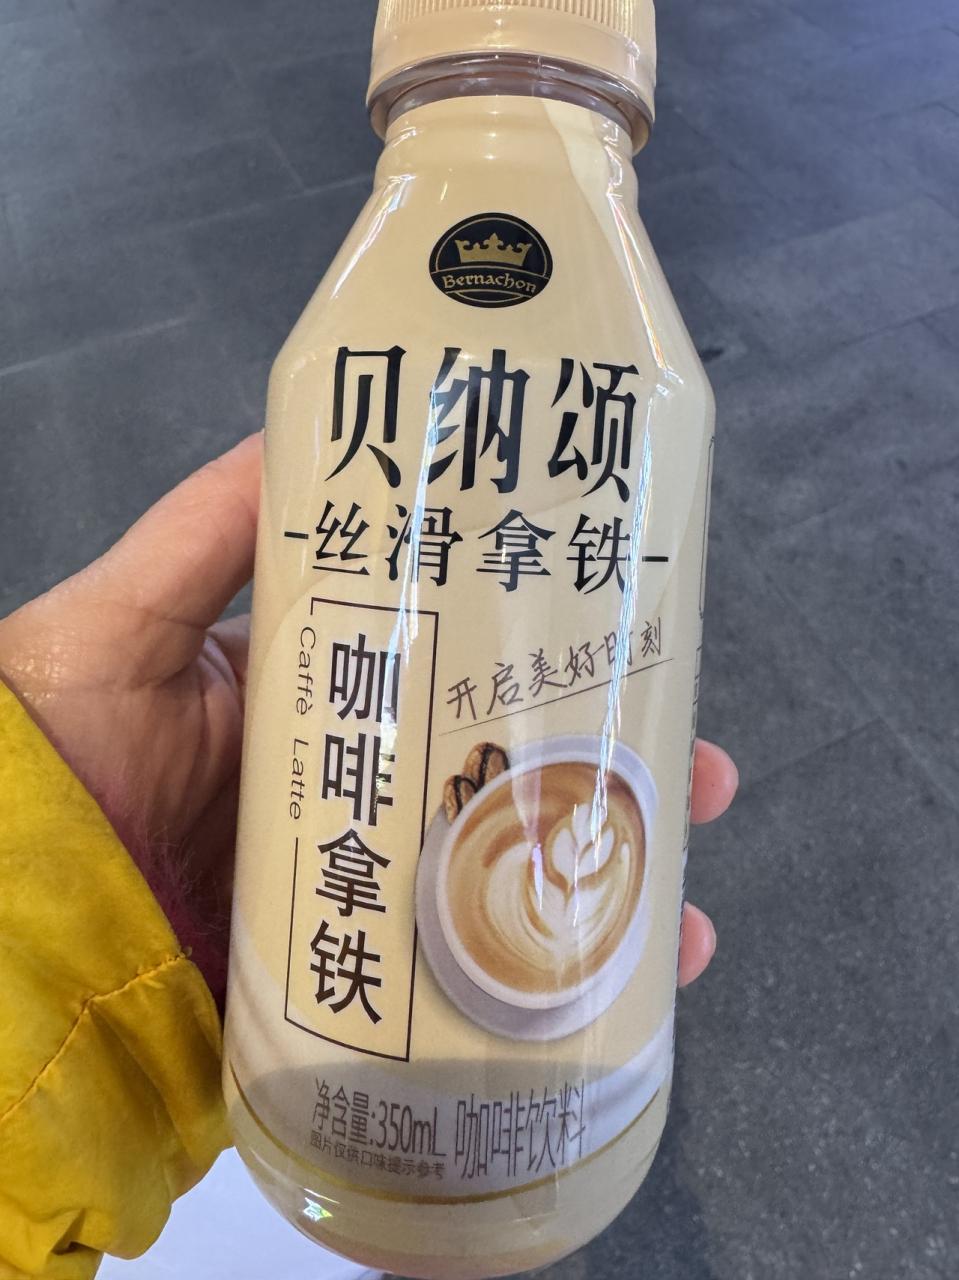 Bernachon
贝纳颂
-丝滑拿铁-
Caffè Latte
咖啡拿铁
开启美好时刻
净含量:350mL 咖啡饮料
图片仅供口味提示参考